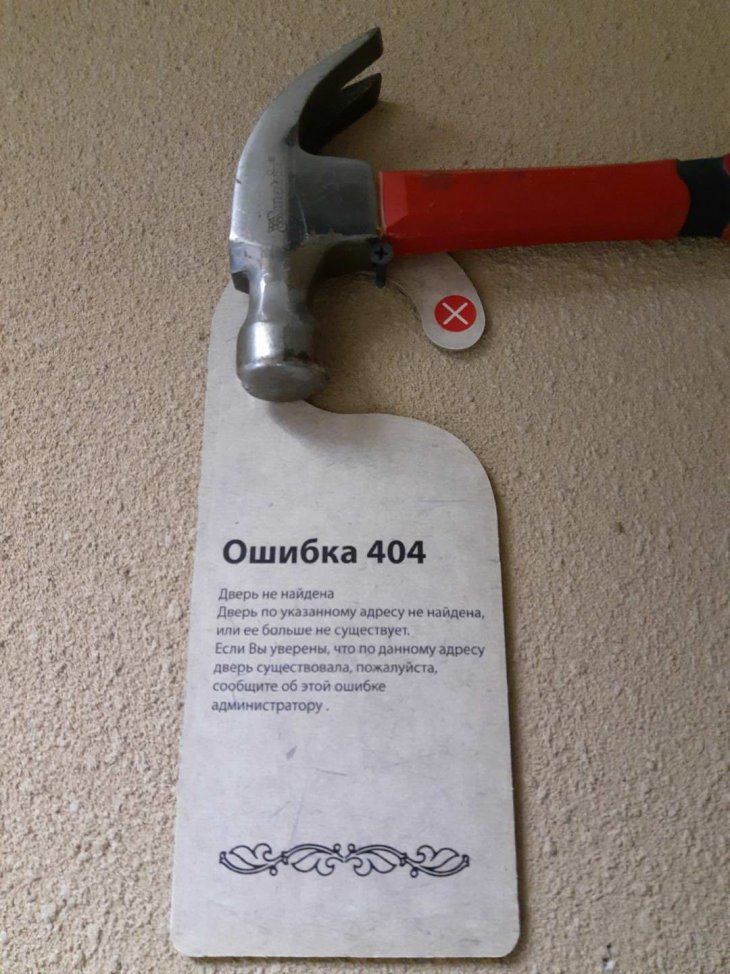 Ошибка 404
Дверь не найдена
Дверь по указанному адресу не найдена,
или ее больше не существует.
Если Вы уверены, что по данному адресу
дверь существовала, пожалуйста,
сообщите об этой ошибке
администратору .